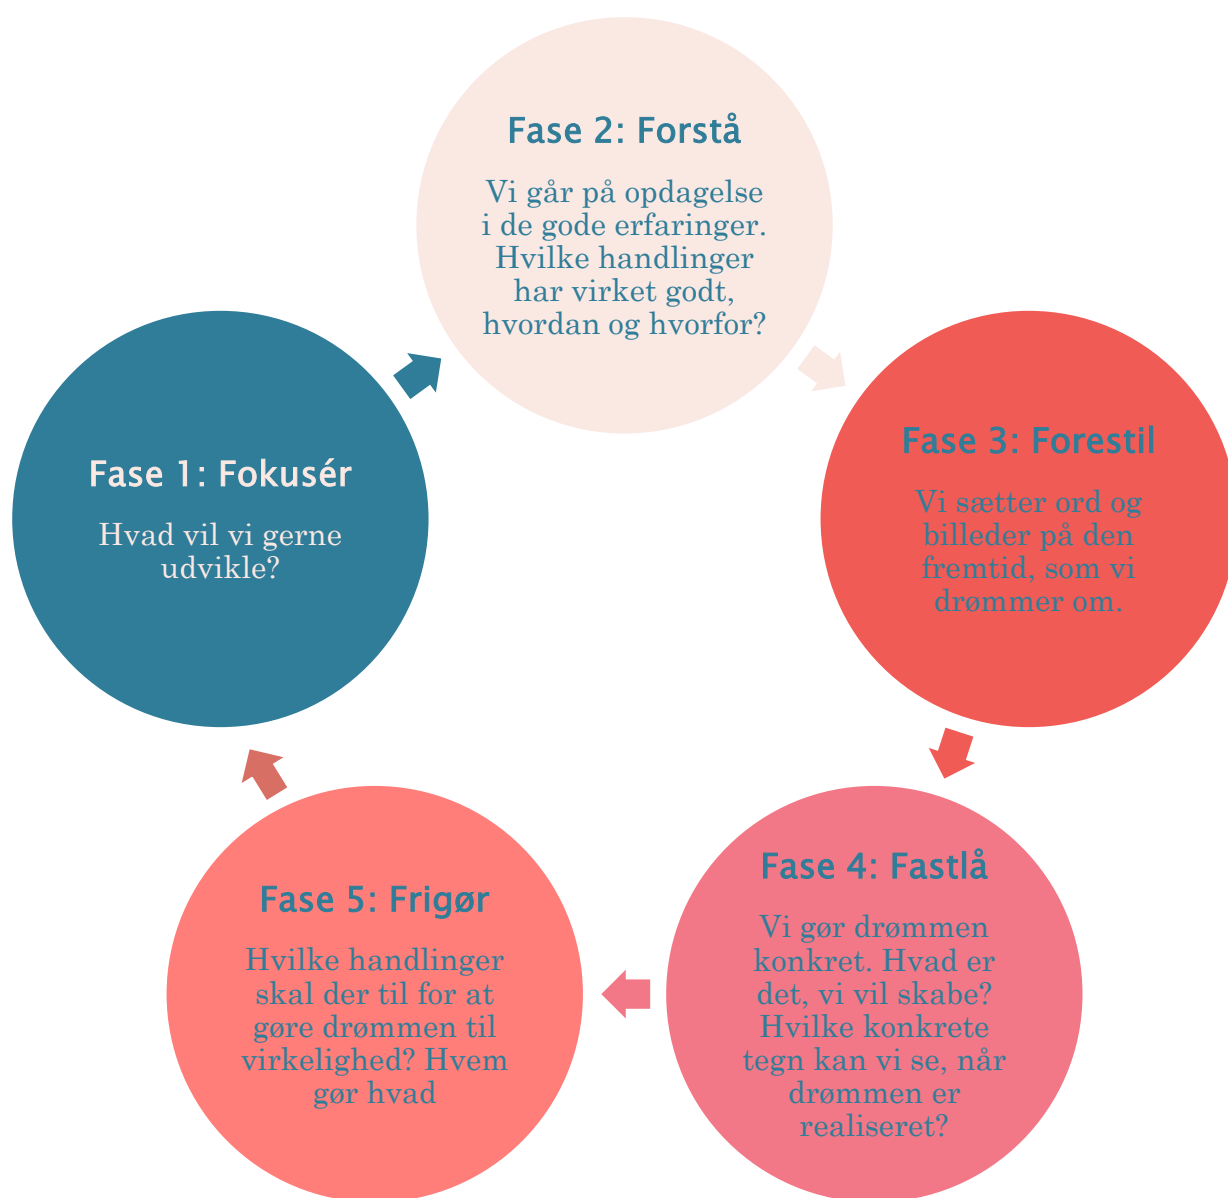 Fase 1: Fokusér
Hvad vil vi gerne
udvikle?
Fase 2: Forstå
Vi går på opdagelse
i de gode erfaringer.
Hvilke handlinger
har virket godt,
hvordan og hvorfor?
Fase 3: Forestil
Vi sætter ord og
billeder på den
fremtid, som vi
drømmer om.
Fase 4: Fastlå
Vi gør drømmen
konkret. Hvad er
det, vi vil skabe?
Hvilke konkrete
tegn kan vi se, når
drømmen er
realiseret?
Fase 5: Frigør
Hvilke handlinger
skal der til for at
gøre drømmen til
virkelighed? Hvem
gør hvad